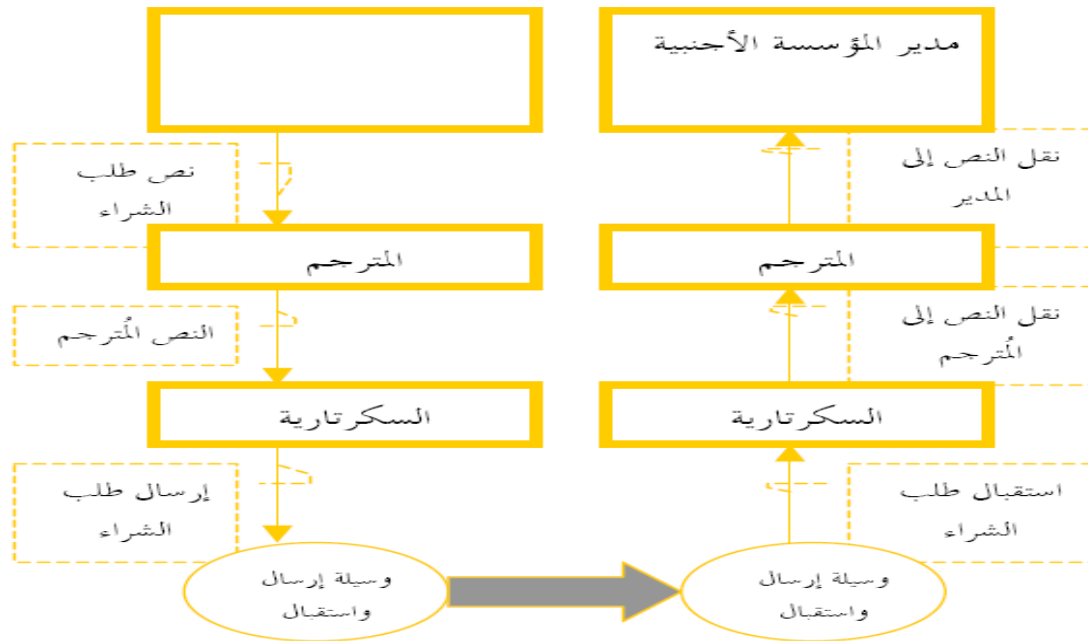 مدير المؤسسة الأجنبية
نص طلب
الشراء
نقل النص إلى
المدير
المترجم
المترجم
النص المُترجم
نقل النص إلى
المُترجم
السكرتارية
السكرتارية
إرسال طلب
الشراء
استقبال طلب
الشراء
وسيلة إرسال
واستقبال
وسيلة إرسال
واستقبال